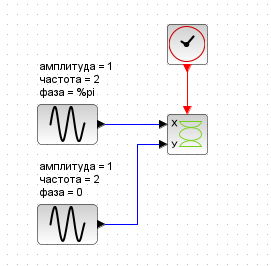 амплитуда = 1
частота = 2
фаза = %pi
X
У
амплитуда = 1
частота = 2
фаза = 0